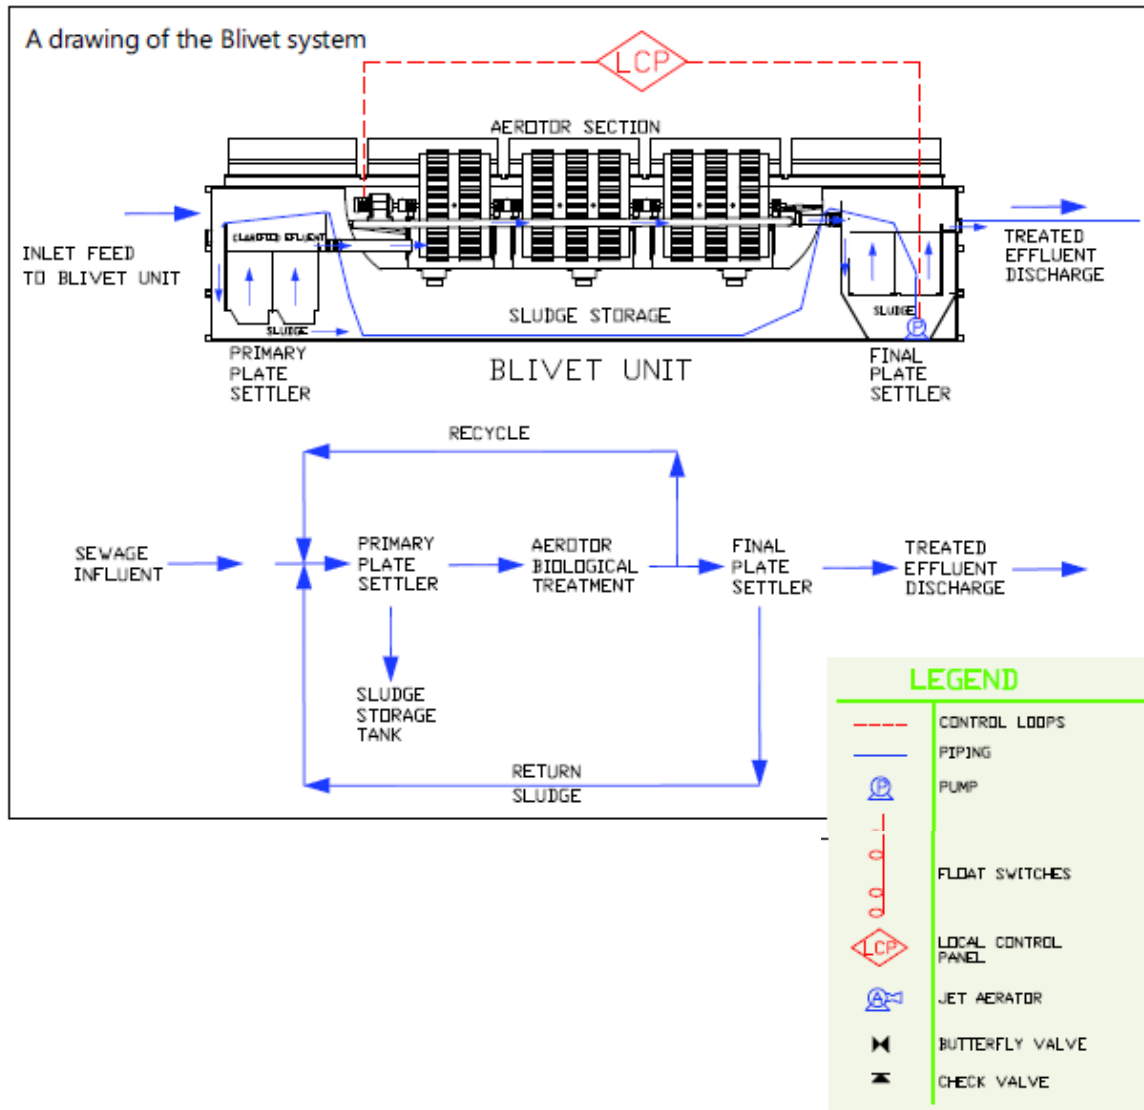 A drawing of the Blivet system
LCP
AEROTOR SECTION
INLET FEED
TO BLIVET UNIT
CLARIFIED EFFLUENT
TREATED
EFFLUENT
DISCHARGE
SLUDGE STORAGE
SLUDGE
SLUDGE
P
PRIMARY
PLATE
SETTLER
BLIVET UNIT
FINAL
PLATE
SETTLER
RECYCLE
SEWAGE
INFLUENT
PRIMARY
PLATE
SETTLER
AEROTOR
BIOLOGICAL
TREATMENT
FINAL
PLATE
SETTLER
TREATED
EFFLUENT
DISCHARGE
SLUDGE
STORAGE
TANK
RETURN
SLUDGE
LEGEND
CONTROL LOOPS
PIPING
P
PUMP
FLOAT SWITCHES
LCP
LOCAL CONTROL
PANEL
A
JET AERATOR
BUTTERFLY VALVE
CHECK VALVE